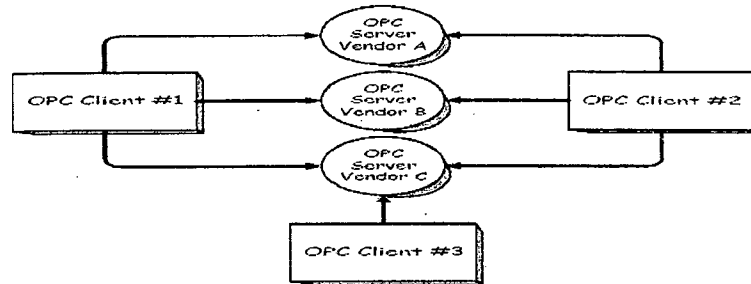 OPC
Server
Vendor A
OPC Client #1
OPC
Server
Vendor B
OPC Client #2
OPC
Server
Vendor C
OPC Client #3